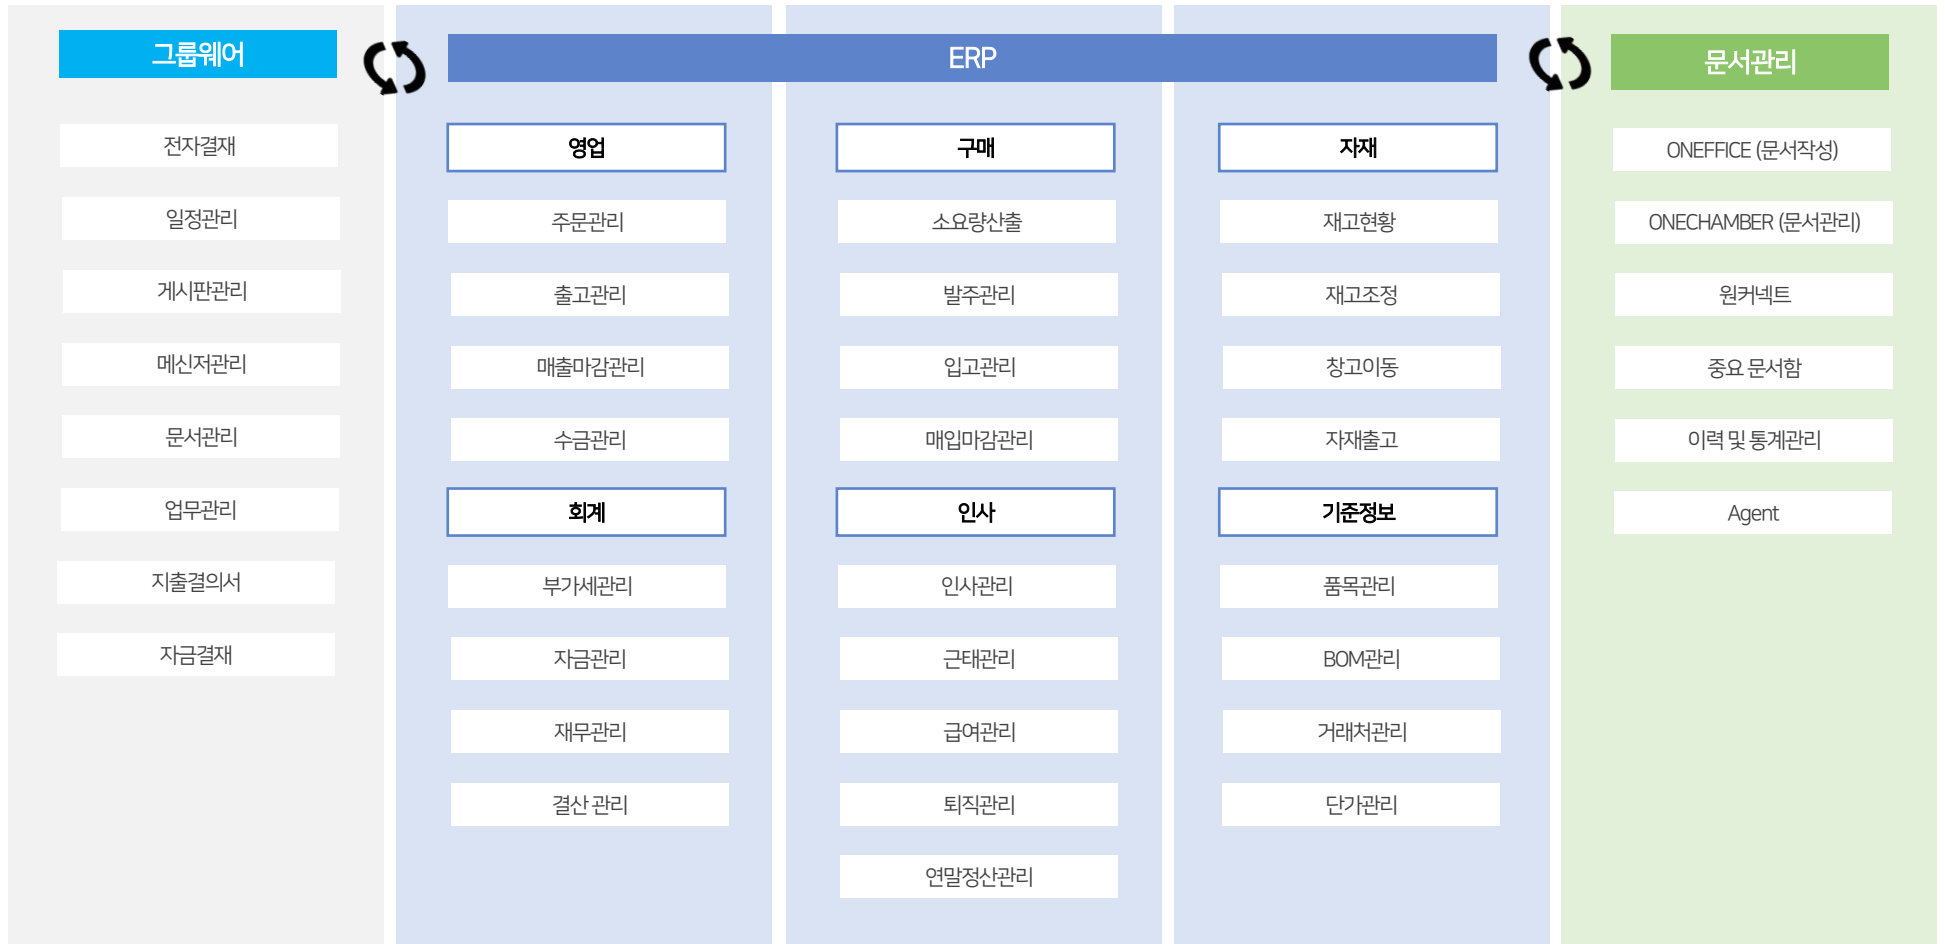 그룹웨어
전자결재
일정관리
게시판관리
메신저관리
문서관리
업무관리
지출결의서
자금결재
ERP
영업
주문관리
출고관리
매출마감관리
수금관리
회계
부가세관리
자금관리
재무관리
결산 관리
구매
소요량산출
발주관리
입고관리
매입마감관리
인사
인사관리
근태관리
급여관리
퇴직관리
연말정산관리
자재
재고현황
재고조정
창고이동
자재출고
기준정보
품목관리
BOM관리
거래처관리
단가관리
문서관리
ONEFFICE (문서작성)
ONECHAMBER (문서관리)
원커넥트
중요 문서함
이력 및 통계관리
Agent